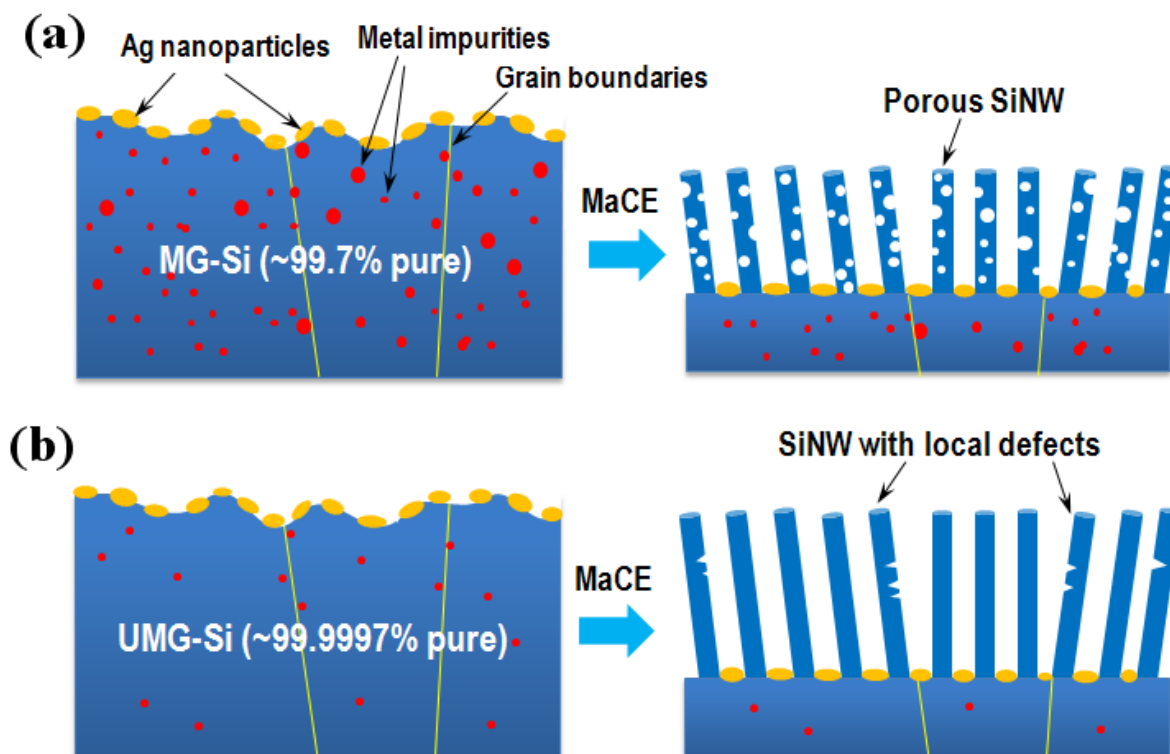 (a)
Ag nanoparticles
Metal impurities
Grain boundaries
Porous SiNW
MaCE
MG-Si (~99.7% pure)
(b)
SiNW with local defects
MaCE
UMG-Si (~99.9997% pure)